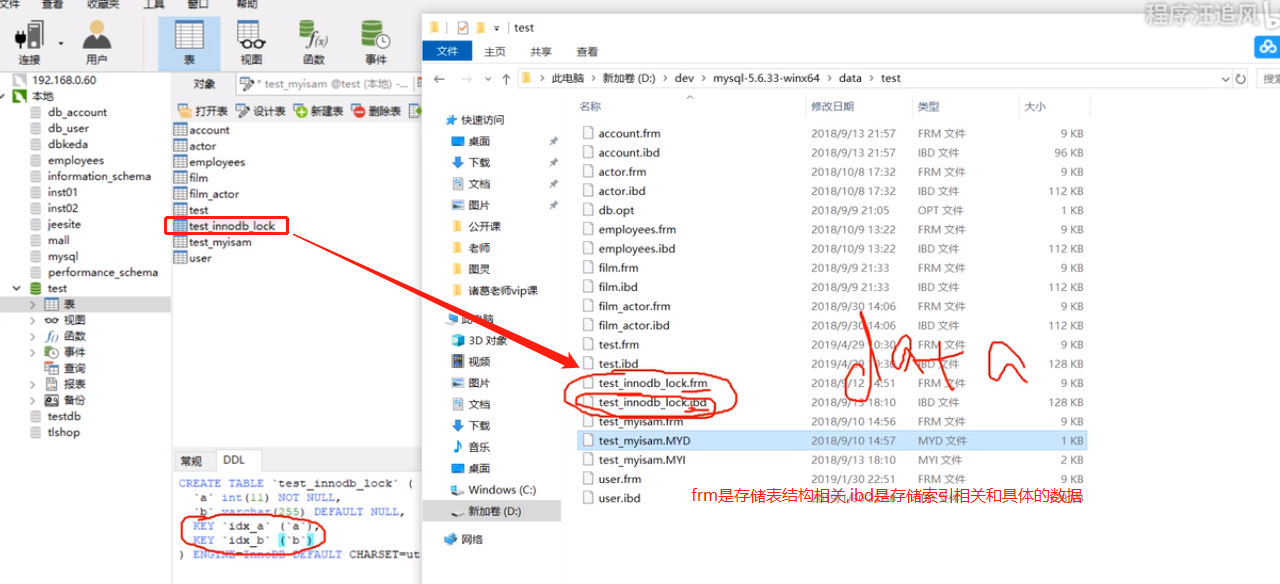 文件 查看 收藏夹 工具 窗口 帮助
程序汪追风
连接 用户 表 视图 函数 事件
192.168.0.60
本地
db_account
db_user
dbkeda
employees
information_schema
inst01
inst02
jeesite
mall
mysql
performance_schema
test
表
视图
函数
事件
查询
报表
备份
testdb
tlshop
对象 * test_myisam @test (本地) -...
打开表 设计表 新建表 删除表
account
actor
employees
film
film_actor
test
test_innodb_lock
test_myisam
user
常规 DDL
CREATE TABLE `test_innodb_lock` (
`a` int(11) NOT NULL,
`b` varchar(255) DEFAULT NULL,
KEY `idx_a` (`a`),
KEY `idx_b` (`b`)
) ENGINE=InnoDB DEFAULT CHARSET=ut
test
文件 主页 共享 查看
此电脑 › 新加卷 (D:) › dev › mysql-5.6.33-winx64 › data › test
搜索
快速访问
桌面
下载
文档
图片
公开课
老师
图灵
诸葛老师vip课
此电脑
3D 对象
视频
图片
文档
下载
音乐
桌面
Windows (C:)
新加卷 (D:)
网络
名称 修改日期 类型 大小
account.frm 2018/9/13 21:57 FRM 文件 9 KB
account.ibd 2018/9/13 21:57 IBD 文件 96 KB
actor.frm 2018/10/8 17:32 FRM 文件 9 KB
actor.ibd 2018/10/8 17:32 IBD 文件 112 KB
db.opt 2018/9/9 21:05 OPT 文件 1 KB
employees.frm 2018/10/9 13:22 FRM 文件 9 KB
employees.ibd 2018/10/9 13:22 IBD 文件 112 KB
film.frm 2018/9/9 21:33 FRM 文件 9 KB
film.ibd 2018/9/9 21:33 IBD 文件 112 KB
film_actor.frm 2018/9/30 14:06 FRM 文件 9 KB
film_actor.ibd 2018/9/30 14:06 IBD 文件 112 KB
test.frm 2019/4/29 10:30 FRM 文件 9 KB
test.ibd 2019/4/29 10:30 IBD 文件 128 KB
test_innodb_lock.frm 2018/9/12 14:51 FRM 文件 9 KB
test_innodb_lock.ibd 2018/9/13 18:10 IBD 文件 128 KB
test_myisam.frm 2018/9/10 14:56 FRM 文件 9 KB
test_myisam.MYD 2018/9/10 14:57 MYD 文件 1 KB
test_myisam.MYI 2018/9/13 18:10 MYI 文件 2 KB
user.frm 2019/1/30 22:51 FRM 文件 9 KB
user.ibd
data
frm是存储表结构相关,ibd是存储索引相关和具体的数据